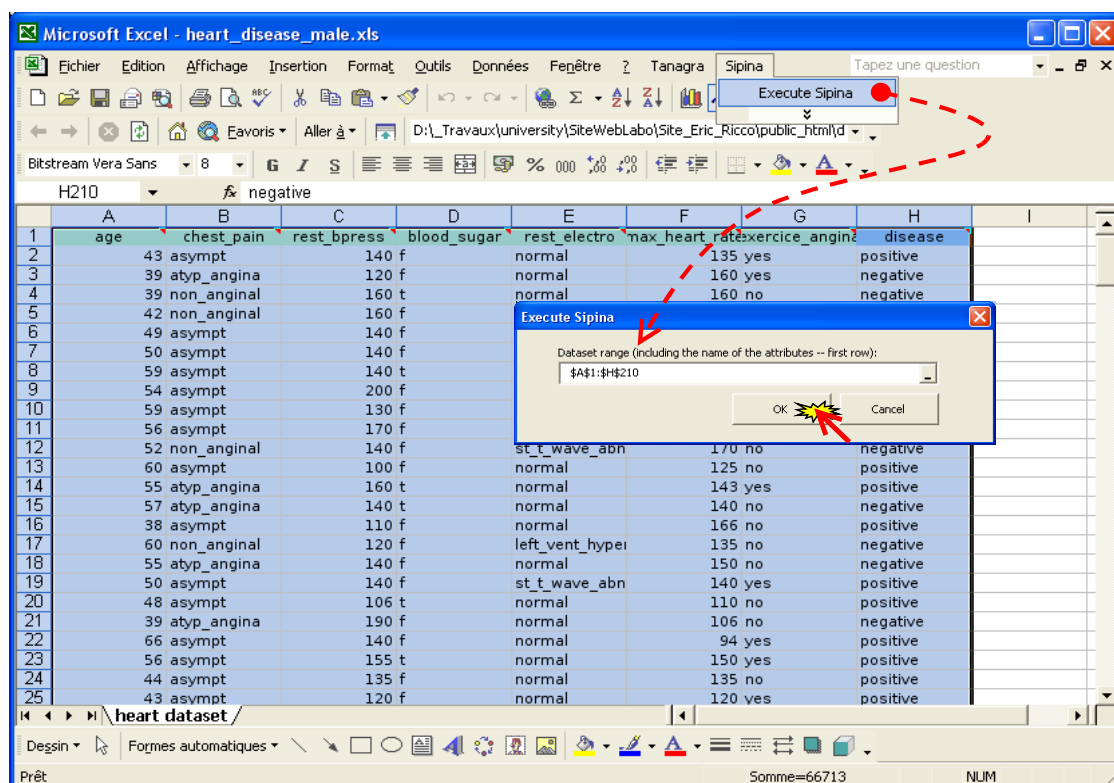 Microsoft Excel - heart_disease_male.xls
Fichier Edition Affichage Insertion Format Outils Données Fenêtre ? Tanagra Sipina Tapez une question
Execute Sipina
Favoris Aller à D:\_Travaux\university\SiteWebLabo\Site_Eric_Ricco\public_html\d
Bitstream Vera Sans 8 G I S % 000
H210 fx negative
A B C D E F G H I
1 age chest_pain rest_bpress blood_sugar rest_electro max_heart_rate exercice_angina disease
2 43 asympt 140 f normal 135 yes positive
3 39 atyp_angina 120 f normal 160 yes negative
4 39 non_anginal 160 t normal 160 no negative
5 42 non_anginal 160 f
6 49 asympt 140 f
7 50 asympt 140 f
8 59 asympt 140 t
9 54 asympt 200 f
10 59 asympt 130 f
11 56 asympt 170 f
Execute Sipina
Dataset range (including the name of the attributes -- first row):
$A$1:$H$210
OK Cancel
12 52 non_anginal 140 f st_t_wave_abn 170 no negative
13 60 asympt 100 f normal 125 no positive
14 55 atyp_angina 160 t normal 143 yes positive
15 57 atyp_angina 140 f normal 140 no negative
16 38 asympt 110 f normal 166 no positive
17 60 non_anginal 120 f left_vent_hyper 135 no negative
18 55 atyp_angina 140 f normal 150 no negative
19 50 asympt 140 f st_t_wave_abn 140 yes positive
20 48 asympt 106 t normal 110 no positive
21 39 atyp_angina 190 f normal 106 no negative
22 66 asympt 140 f normal 94 yes positive
23 56 asympt 155 t normal 150 yes positive
24 44 asympt 135 f normal 135 no positive
25 43 asympt 120 f normal 120 yes positive
heart dataset
Dessin Formes automatiques
Prêt Somme=66713 NUM